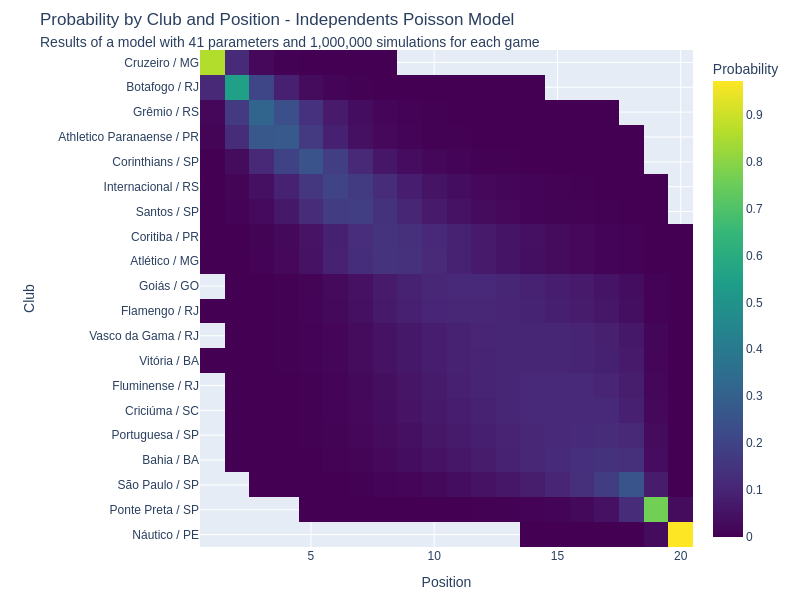 Probability by Club and Position - Independents Poisson Model
Results of a model with 41 parameters and 1,000,000 simulations for each game
Probability
Cruzeiro / MG
Botafogo / RJ
Grêmio / RS
Athletico Paranaense / PR
Corinthians / SP
Internacional / RS
Santos / SP
Coritiba / PR
Atlético / MG
Goiás / GO
Flamengo / RJ
Vasco da Gama / RJ
Vitória / BA
Fluminense / RJ
Criciúma / SC
Portuguesa / SP
Bahia / BA
São Paulo / SP
Ponte Preta / SP
Náutico / PE
Club
5
10
15
20
Position
0.9
0.8
0.7
0.6
0.5
0.4
0.3
0.2
0.1
0